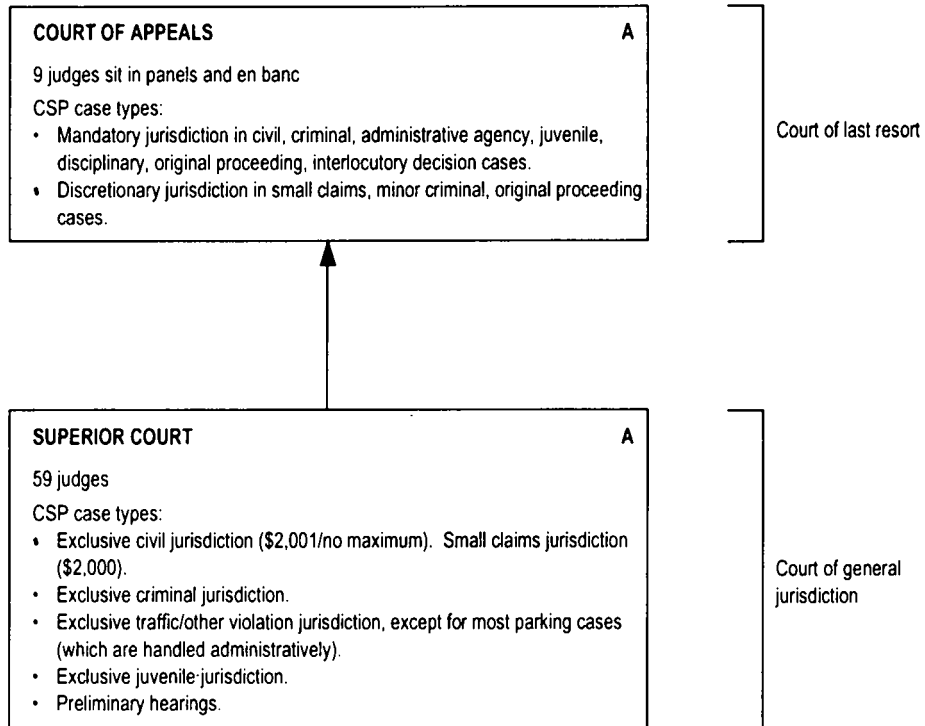 COURT OF APPEALS A
9 judges sit in panels and en banc
CSP case types:
• Mandatory jurisdiction in civil, criminal, administrative agency, juvenile,
disciplinary, original proceeding, interlocutory decision cases.
• Discretionary jurisdiction in small claims, minor criminal, original proceeding
cases.
Court of last resort
SUPERIOR COURT A
59 judges
CSP case types:
• Exclusive civil jurisdiction ($2,001/no maximum). Small claims jurisdiction
($2,000).
• Exclusive criminal jurisdiction.
• Exclusive traffic/other violation jurisdiction, except for most parking cases
(which are handled administratively).
• Exclusive juvenile jurisdiction.
• Preliminary hearings.
Court of general
jurisdiction